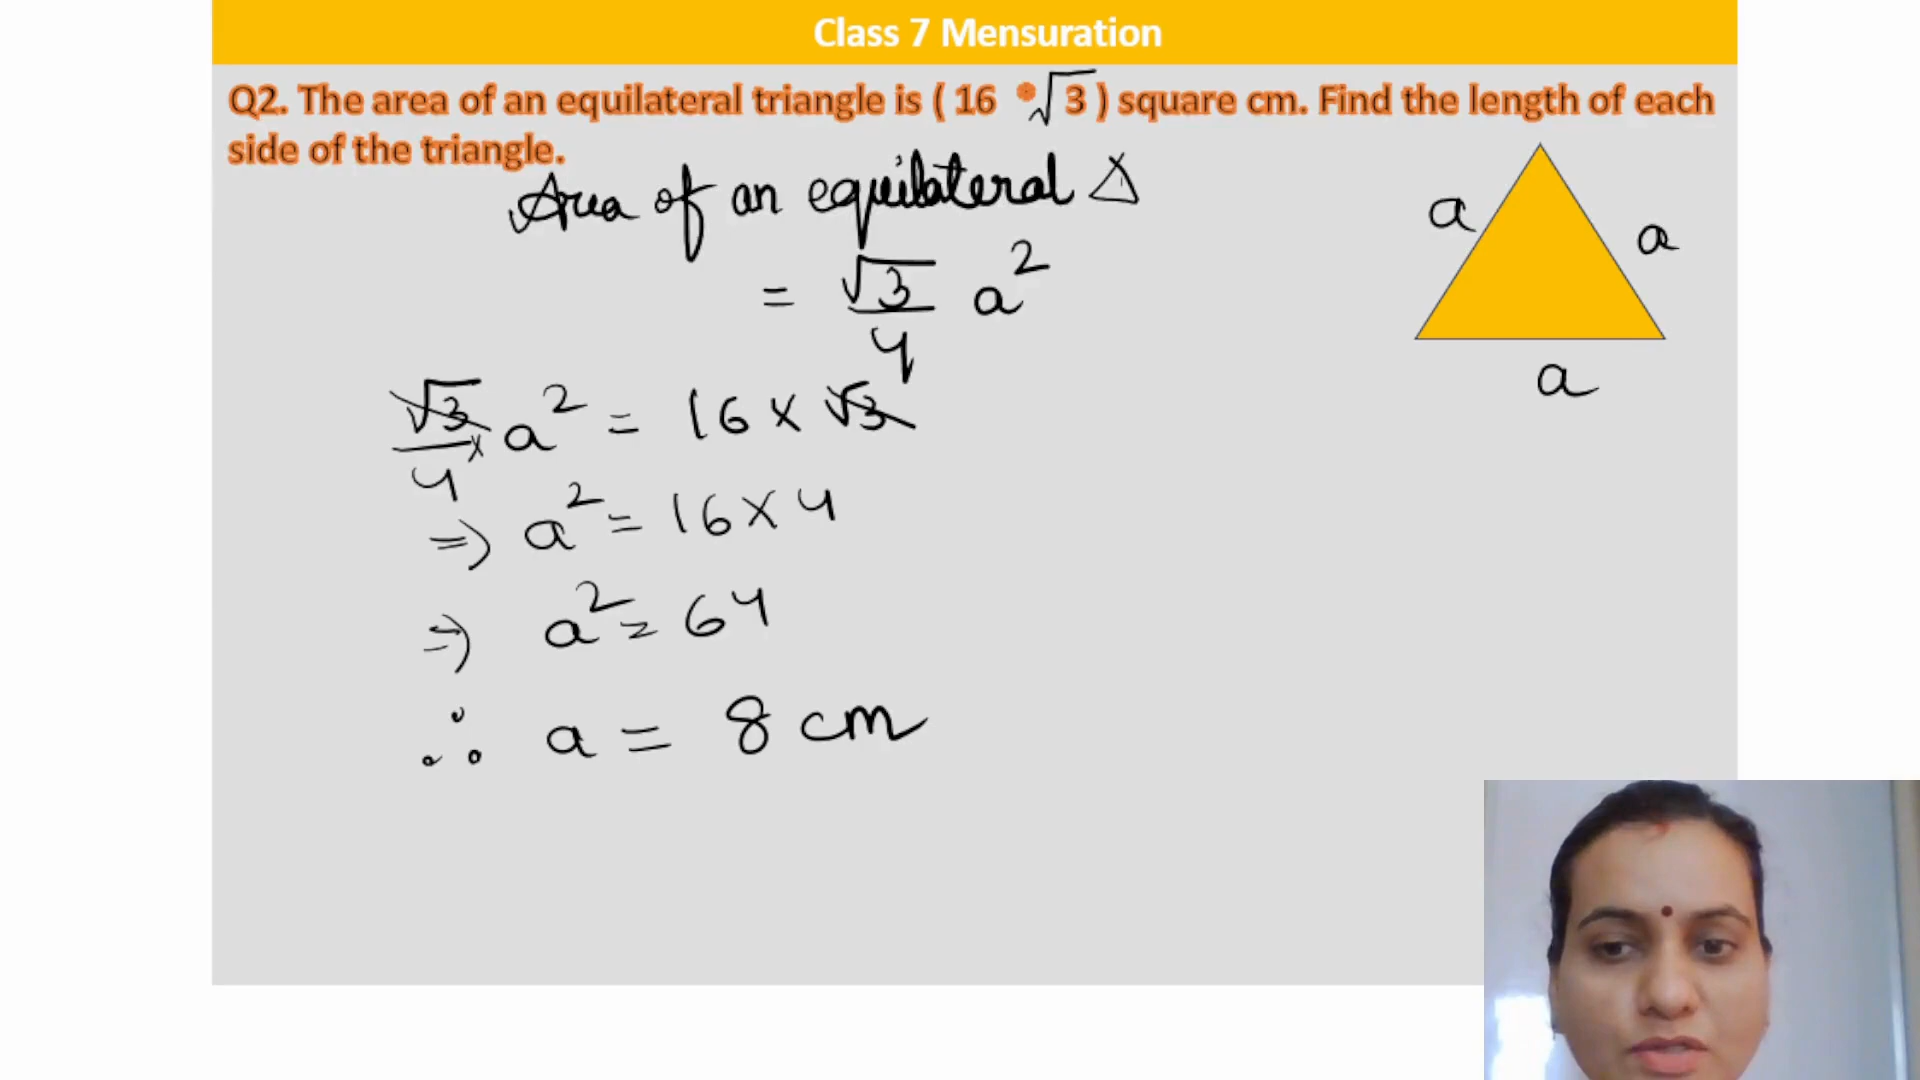 Class 7 Mensuration
Q2. The area of an equilateral triangle is ( 16 *√3 ) square cm. Find the length of each
side of the triangle.
Area of an equilateral △
= √3/4 a²
a
a
a
√3/4 × a² = 16 × √3
⇒ a² = 16 × 4
⇒ a² = 64
∴ a = 8 cm